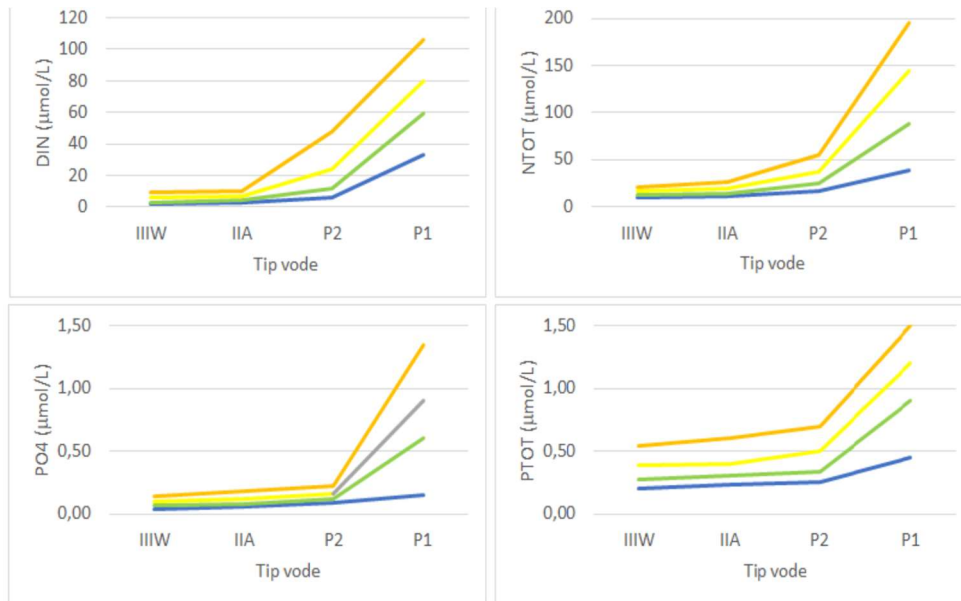 120
100
80
60
40
20
0
DIN (µmol/L)
IIIW IIA P2 P1
Tip vode
200
150
100
50
0
NTOT (µmol/L)
IIIW IIA P2 P1
Tip vode
1,50
1,00
0,50
0,00
PO4 (µmol/L)
IIIW IIA P2 P1
Tip vode
1,50
1,00
0,50
0,00
PTOT (µmol/L)
IIIW IIA P2 P1
Tip vode